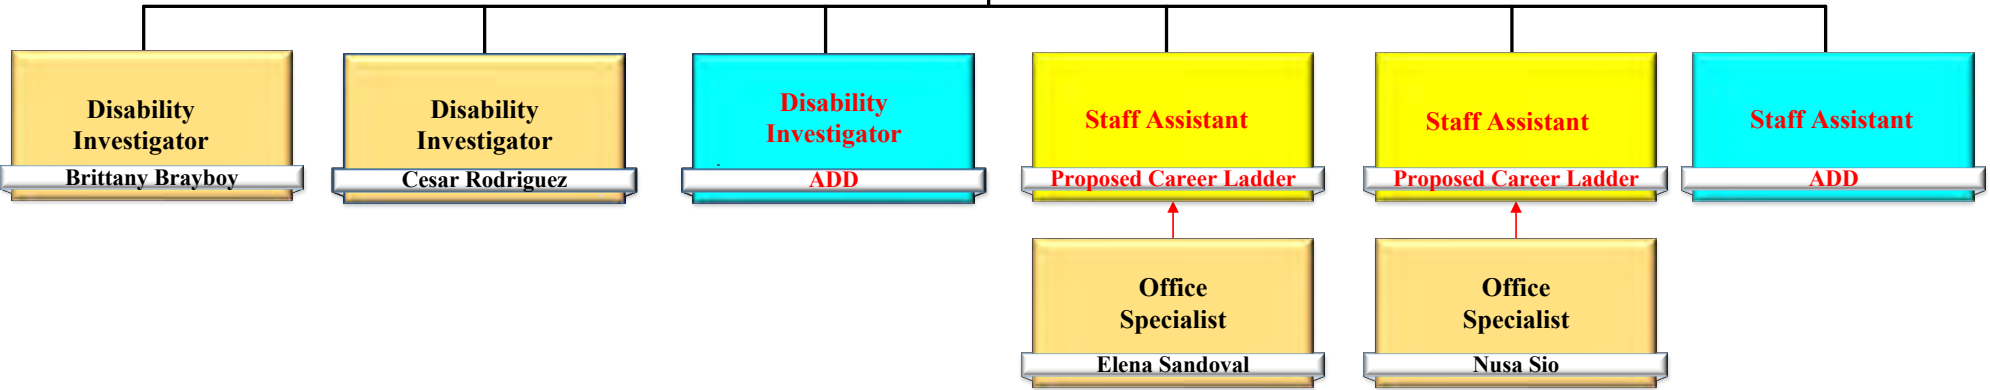 Disability
Investigator
Brittany Brayboy
Disability
Investigator
Cesar Rodriguez
Disability
Investigator
ADD
Staff Assistant
Proposed Career Ladder
Staff Assistant
Proposed Career Ladder
Staff Assistant
ADD
Office
Specialist
Elena Sandoval
Office
Specialist
Nusa Sio